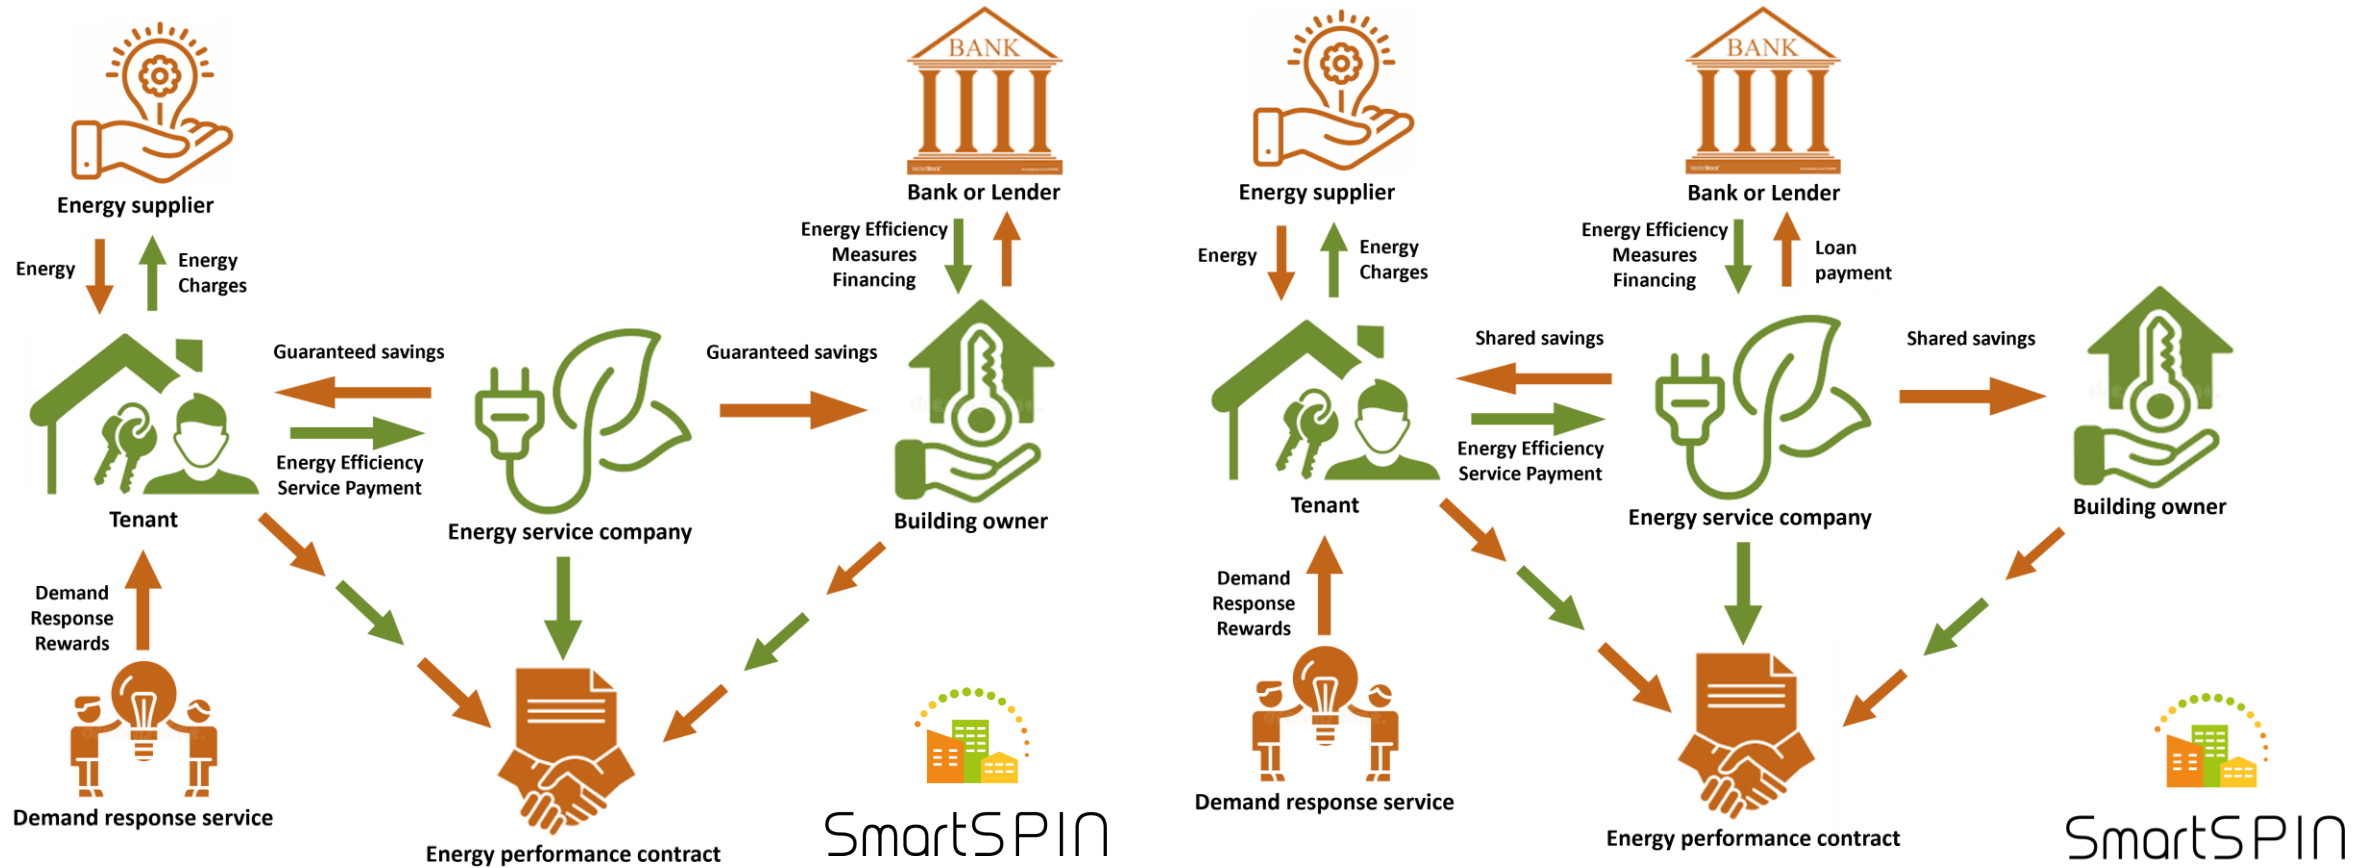 BANK
Bank or Lender
Energy supplier
Energy Efficiency
Measures
Financing
Energy
Energy
Charges
Guaranteed savings
Guaranteed savings
Energy Efficiency
Service Payment
Tenant
Energy service company
Building owner
Demand
Response
Rewards
Demand response service
Energy performance contract
SmartSPIN
BANK
Energy supplier
Bank or Lender
Energy Efficiency
Measures
Financing
Loan
payment
Energy
Energy
Charges
Shared savings
Shared savings
Energy Efficiency
Service Payment
Tenant
Energy service company
Building owner
Demand
Response
Rewards
Demand response service
Energy performance contract
SmartSPIN